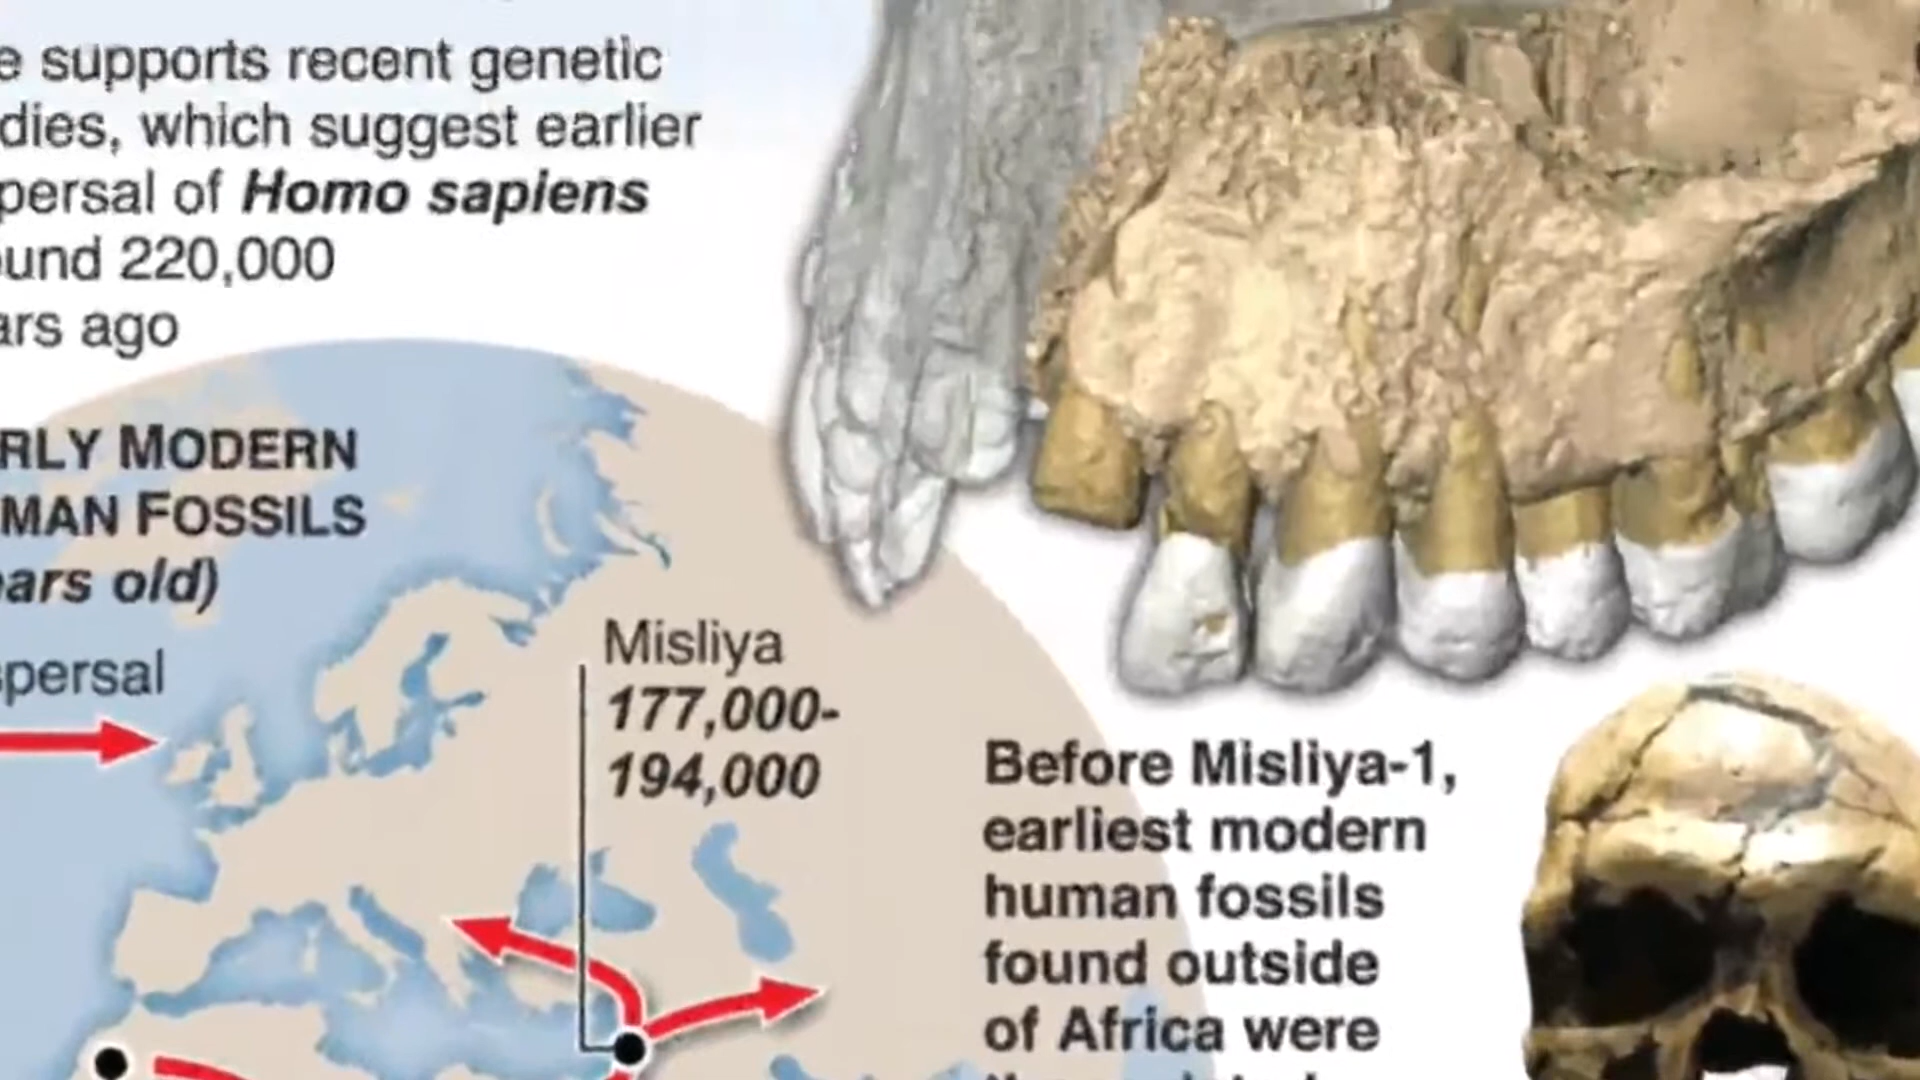 e supports recent genetic
dies, which suggest earlier
persal of Homo sapiens
ound 220,000
ars ago
RLY MODERN
MAN FOSSILS
ars old)
spersal
Misliya
177,000-
194,000
Before Misliya-1,
earliest modern
human fossils
found outside
of Africa were